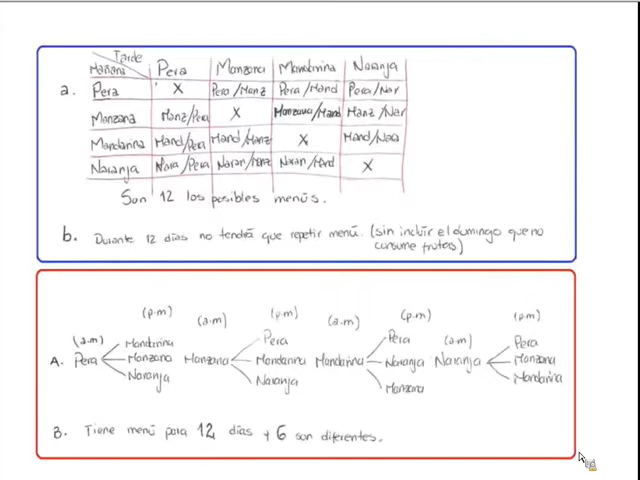 Tarde
Mañana Pera Manzana Mandarina Naranja
a. Pera X Pera/Manz Pera/Mand Pera/Nar
Manzana Manz/Pera X Manzana/Mand Manz/Nar
Mandarina Mand/Pera Mand/Manz X Mand/Nara
Naranja Nara/Pera Naran/Manz Naran/Mand X
Son 12 los posibles menús.
b. Durante 12 días no tendrá que repetir menú. (sin incluir el domingo que no
consume frutas)
(p.m) (a.m) (p.m) (a.m) (p.m) (a.m) (p.m)
(a.m)
A. Pera Mandarina Manzana Naranja
Manzana Pera Mandarina Naranja
Mandarina Pera Naranja Manzana
Naranja Pera Manzana Mandarina
B. Tiene menú para 12 días y 6 son diferentes.